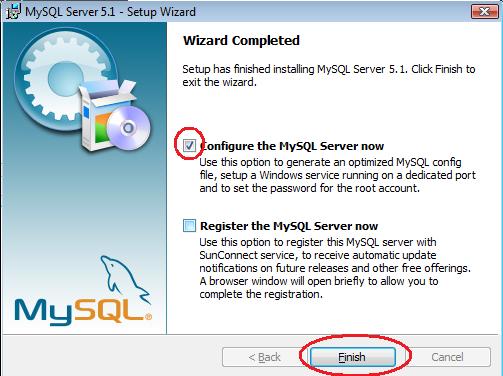 MySQL Server 5.1 - Setup Wizard
Wizard Completed
Setup has finished installing MySQL Server 5.1. Click Finish to
exit the wizard.
Configure the MySQL Server now
Use this option to generate an optimized MySQL config
file, setup a Windows service running on a dedicated port
and to set the password for the root account.
Register the MySQL Server now
Use this option to register this MySQL server with
SunConnect service, to receive automatic update
notifications on future releases and other free offerings.
A browser window will open briefly to allow you to
complete the registration.
MySQL®
< Back
Finish
Cancel